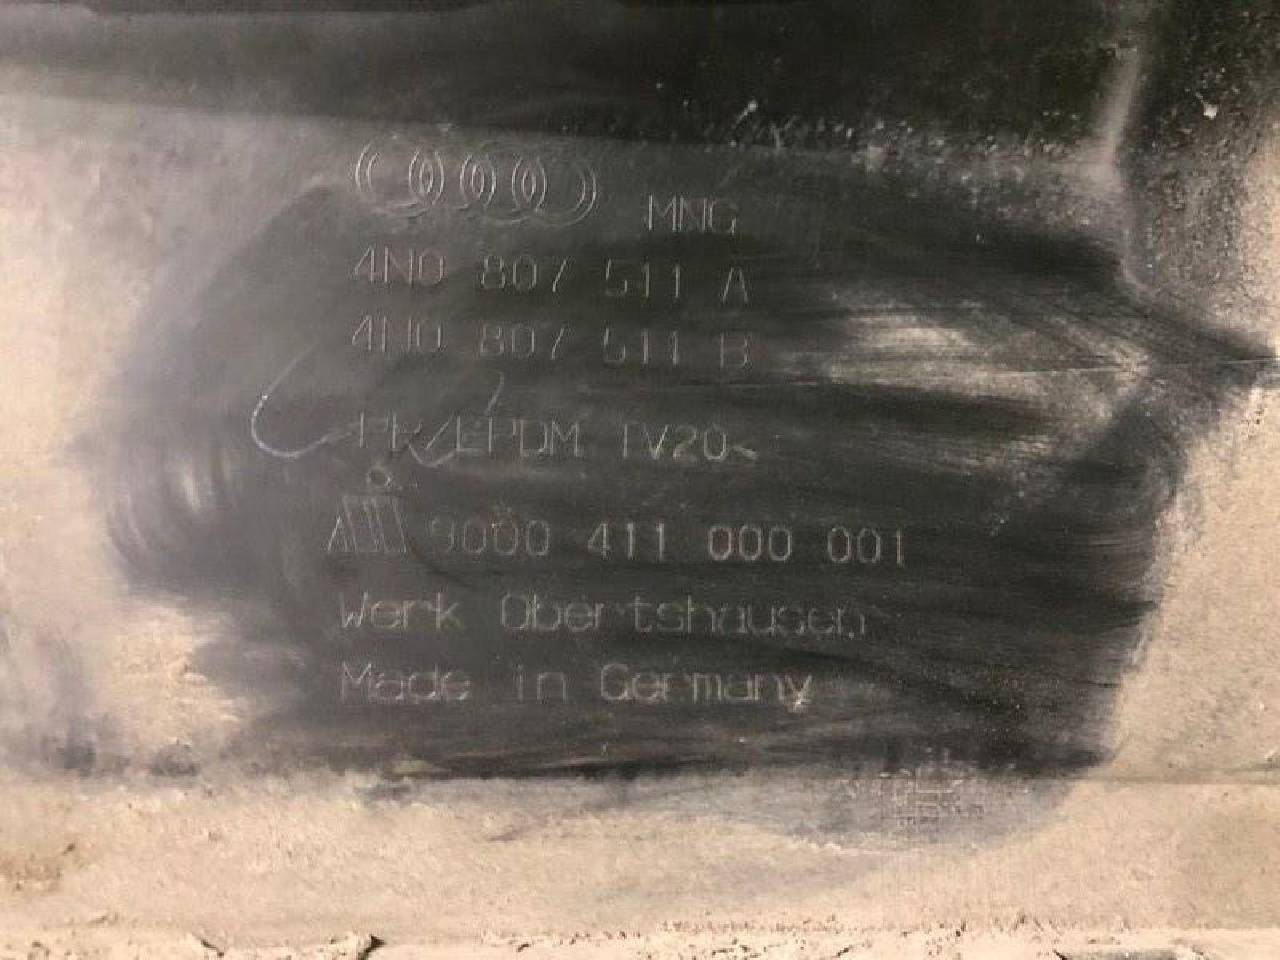 MNG
4N0 807 511 A
4N0 807 511 B
PP/EPDM TV20<
9000 411 000 001
Werk Obertshausen
Made in Germany